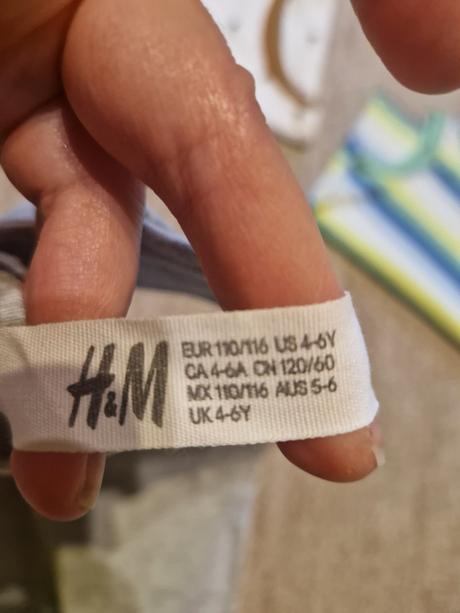 H&M
EUR 110/116 US 4-6Y
CA 4-6A CN 120/60
MX 110/116 AUS 5-6
UK 4-6Y